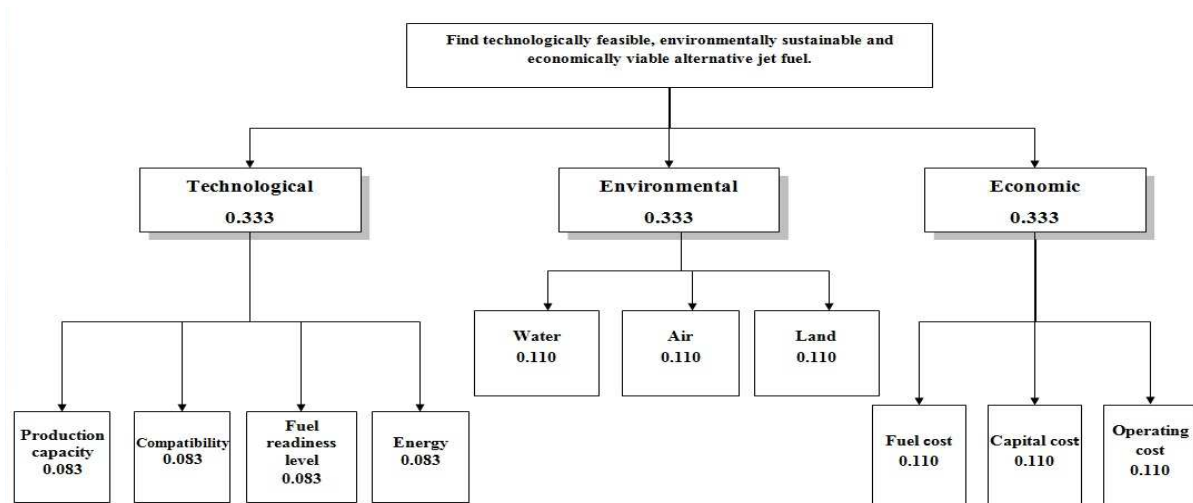 Find technologically feasible, environmentally sustainable and
economically viable alternative jet fuel.
Technological
0.333
Environmental
0.333
Economic
0.333
Water
0.110
Air
0.110
Land
0.110
Production
capacity
0.083
Compatibility
0.083
Fuel
readiness
level
0.083
Energy
0.083
Fuel cost
0.110
Capital cost
0.110
Operating
cost
0.110